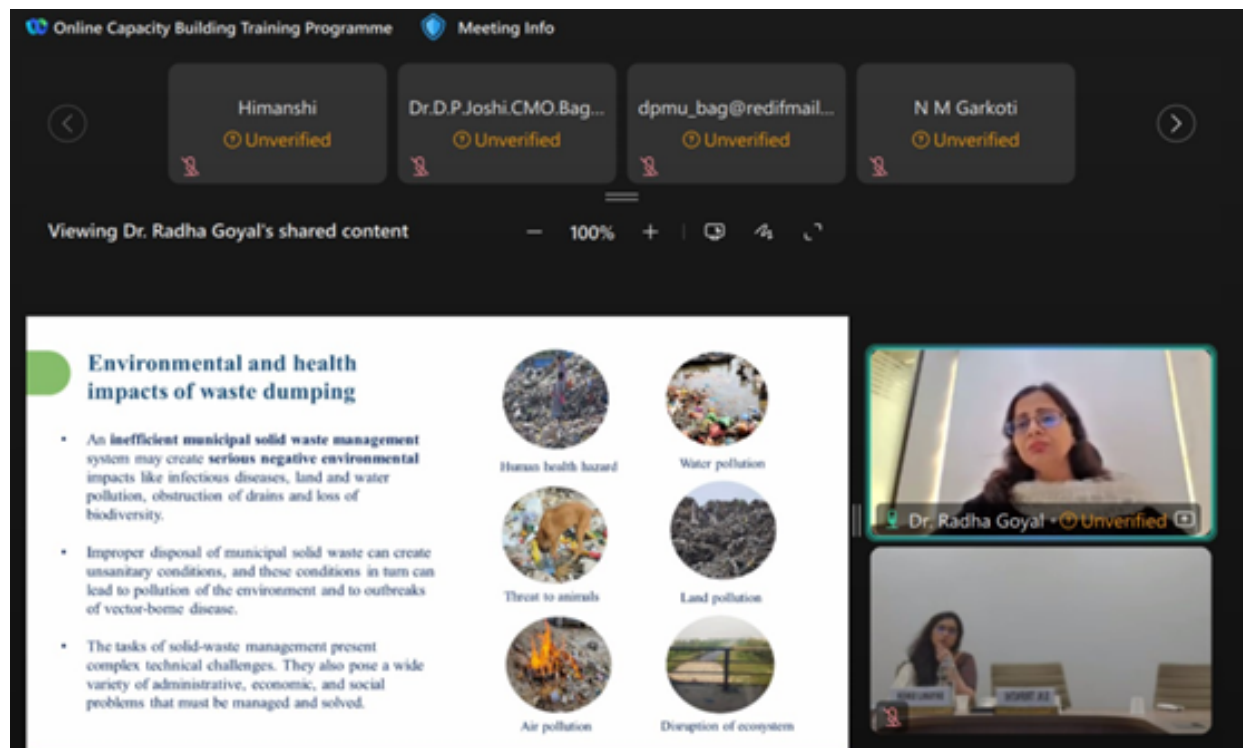 Online Capacity Building Training Programme
Meeting Info
Himanshi
Unverified
Dr.D.P.Joshi.CMO.Bag...
Unverified
dpmu_bag@redifmail...
Unverified
N M Garkoti
Unverified
Viewing Dr. Radha Goyal's shared content
100%
Environmental and health
impacts of waste dumping
• An inefficient municipal solid waste management
system may create serious negative environmental
impacts like infectious diseases, land and water
pollution, obstruction of drains and loss of
biodiversity.
• Improper disposal of municipal solid waste can create
unsanitary conditions, and these conditions in turn can
lead to pollution of the environment and to outbreaks
of vector-borne disease.
• The tasks of solid-waste management present
complex technical challenges. They also pose a wide
variety of administrative, economic, and social
problems that must be managed and solved.
Human health hazard
Water pollution
Threat to animals
Land pollution
Air pollution
Disruption of ecosystem
Dr. Radha Goyal
Unverified